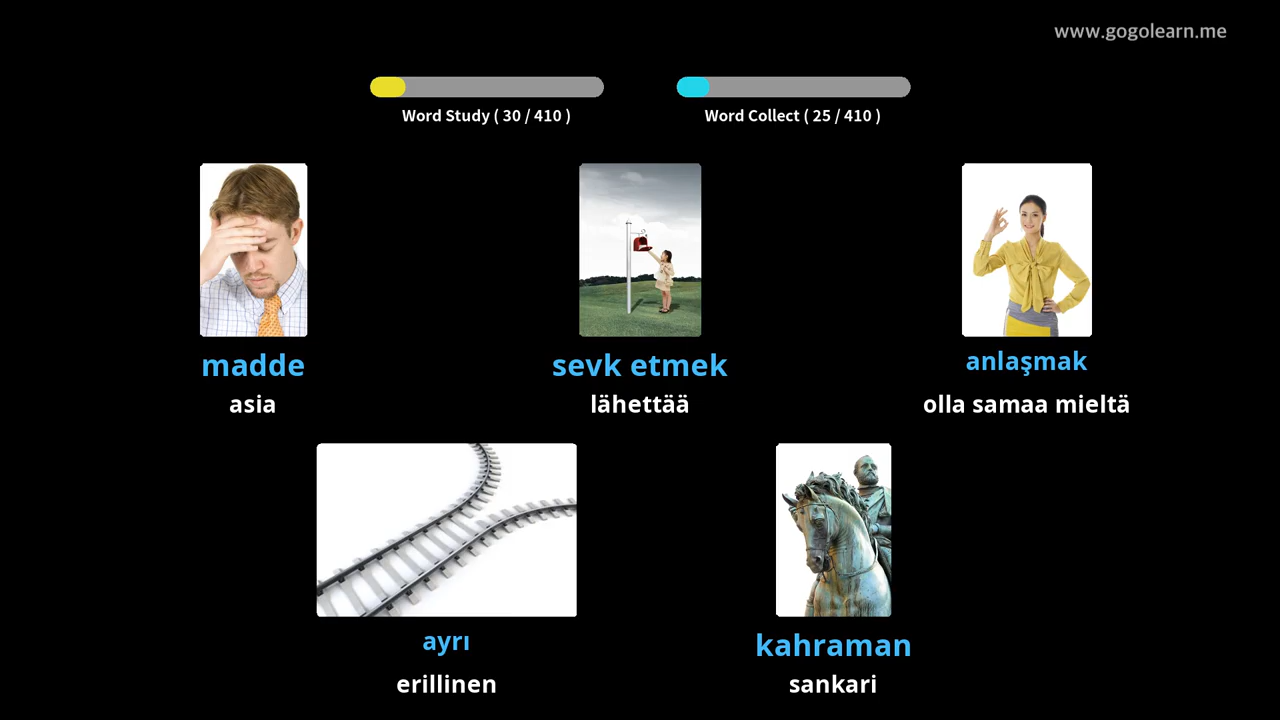 www.gogolearn.me
Word Study ( 30 / 410 )
Word Collect ( 25 / 410 )
madde
asia
sevk etmek
lähettää
anlaşmak
olla samaa mieltä
ayrı
erillinen
kahraman
sankari